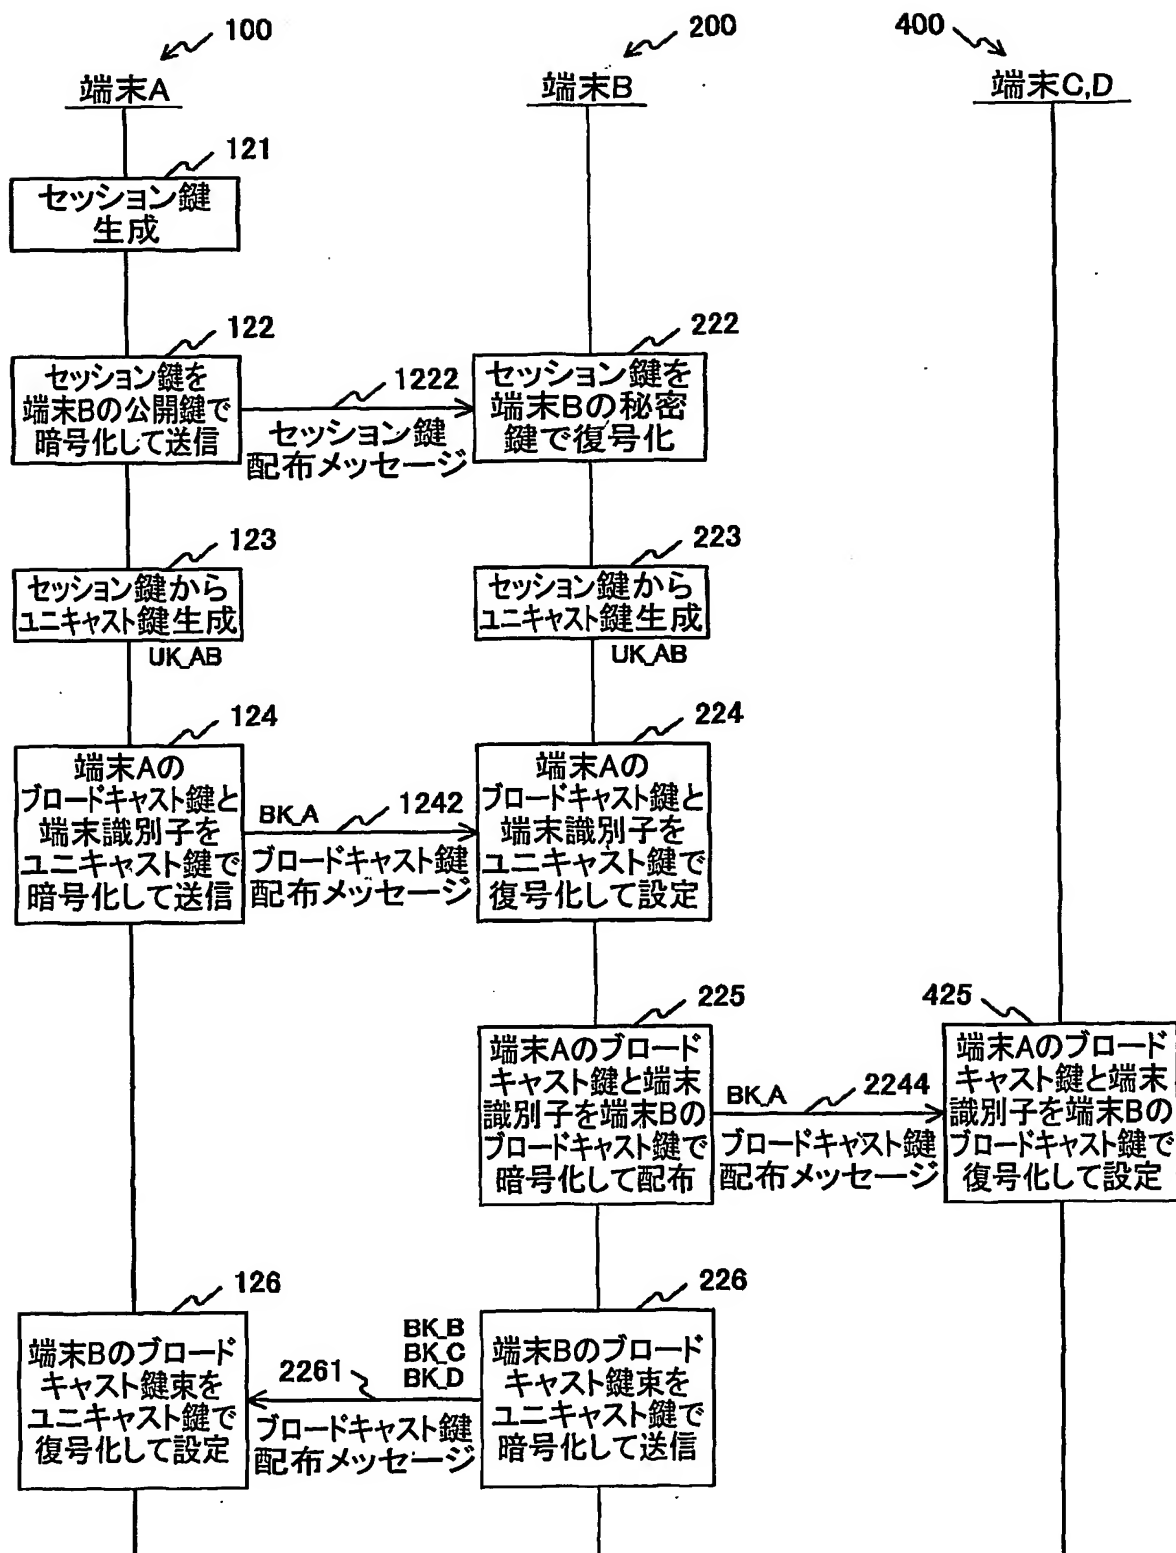 100
200
400
端末A
端末B
端末C,D
121
セッション鍵
生成
122
セッション鍵を
端末Bの公開鍵で
暗号化して送信
1222
セッション鍵
配布メッセージ
222
セッション鍵を
端末Bの秘密
鍵で復号化
123
セッション鍵から
ユニキャスト鍵生成
UK_AB
223
セッション鍵から
ユニキャスト鍵生成
UK_AB
124
端末Aの
ブロードキャスト鍵と
端末識別子を
ユニキャスト鍵で
暗号化して送信
BK_A
1242
ブロードキャスト鍵
配布メッセージ
224
端末Aの
ブロードキャスト鍵と
端末識別子を
ユニキャスト鍵で
復号化して設定
225
端末Aのブロード
キャスト鍵と端末
識別子を端末Bの
ブロードキャスト鍵で
暗号化して配布
BK_A
2244
ブロードキャスト鍵
配布メッセージ
425
端末Aのブロード
キャスト鍵と端末
識別子を端末Bの
ブロードキャスト鍵で
復号化して設定
126
端末Bのブロード
キャスト鍵束を
ユニキャスト鍵で
復号化して設定
BK_B
BK_C
BK_D
2261
ブロードキャスト鍵
配布メッセージ
226
端末Bのブロード
キャスト鍵束を
ユニキャスト鍵で
暗号化して送信